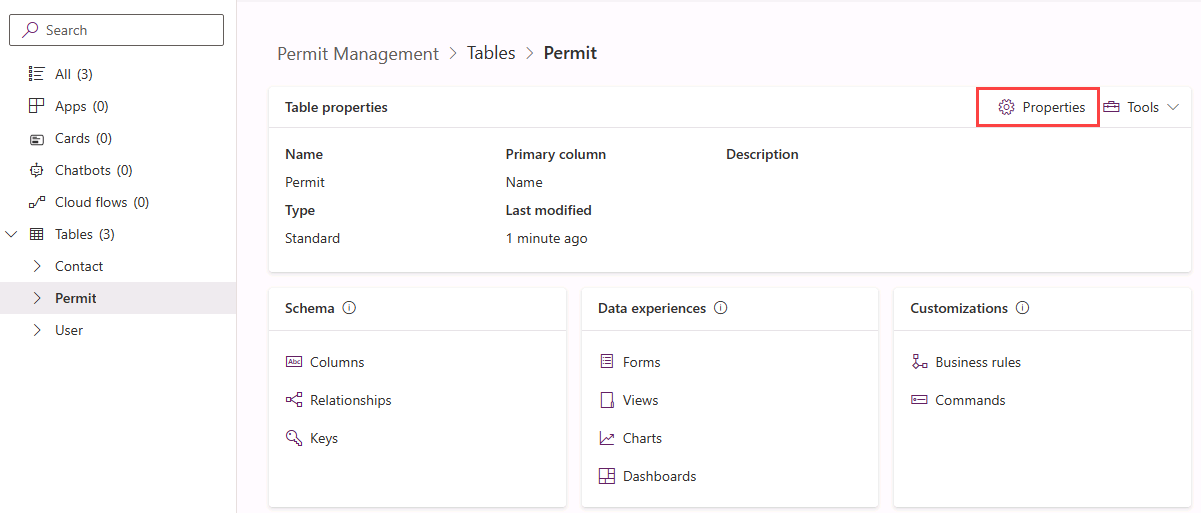 Search
All (3)
Apps (0)
Cards (0)
Chatbots (0)
Cloud flows (0)
Tables (3)
Contact
Permit
User
Permit Management > Tables > Permit
Table properties
Properties
Tools
Name
Primary column
Description
Permit
Name
Type
Last modified
Standard
1 minute ago
Schema
Abc Columns
Relationships
Keys
Data experiences
Forms
Views
Charts
Dashboards
Customizations
Business rules
Commands